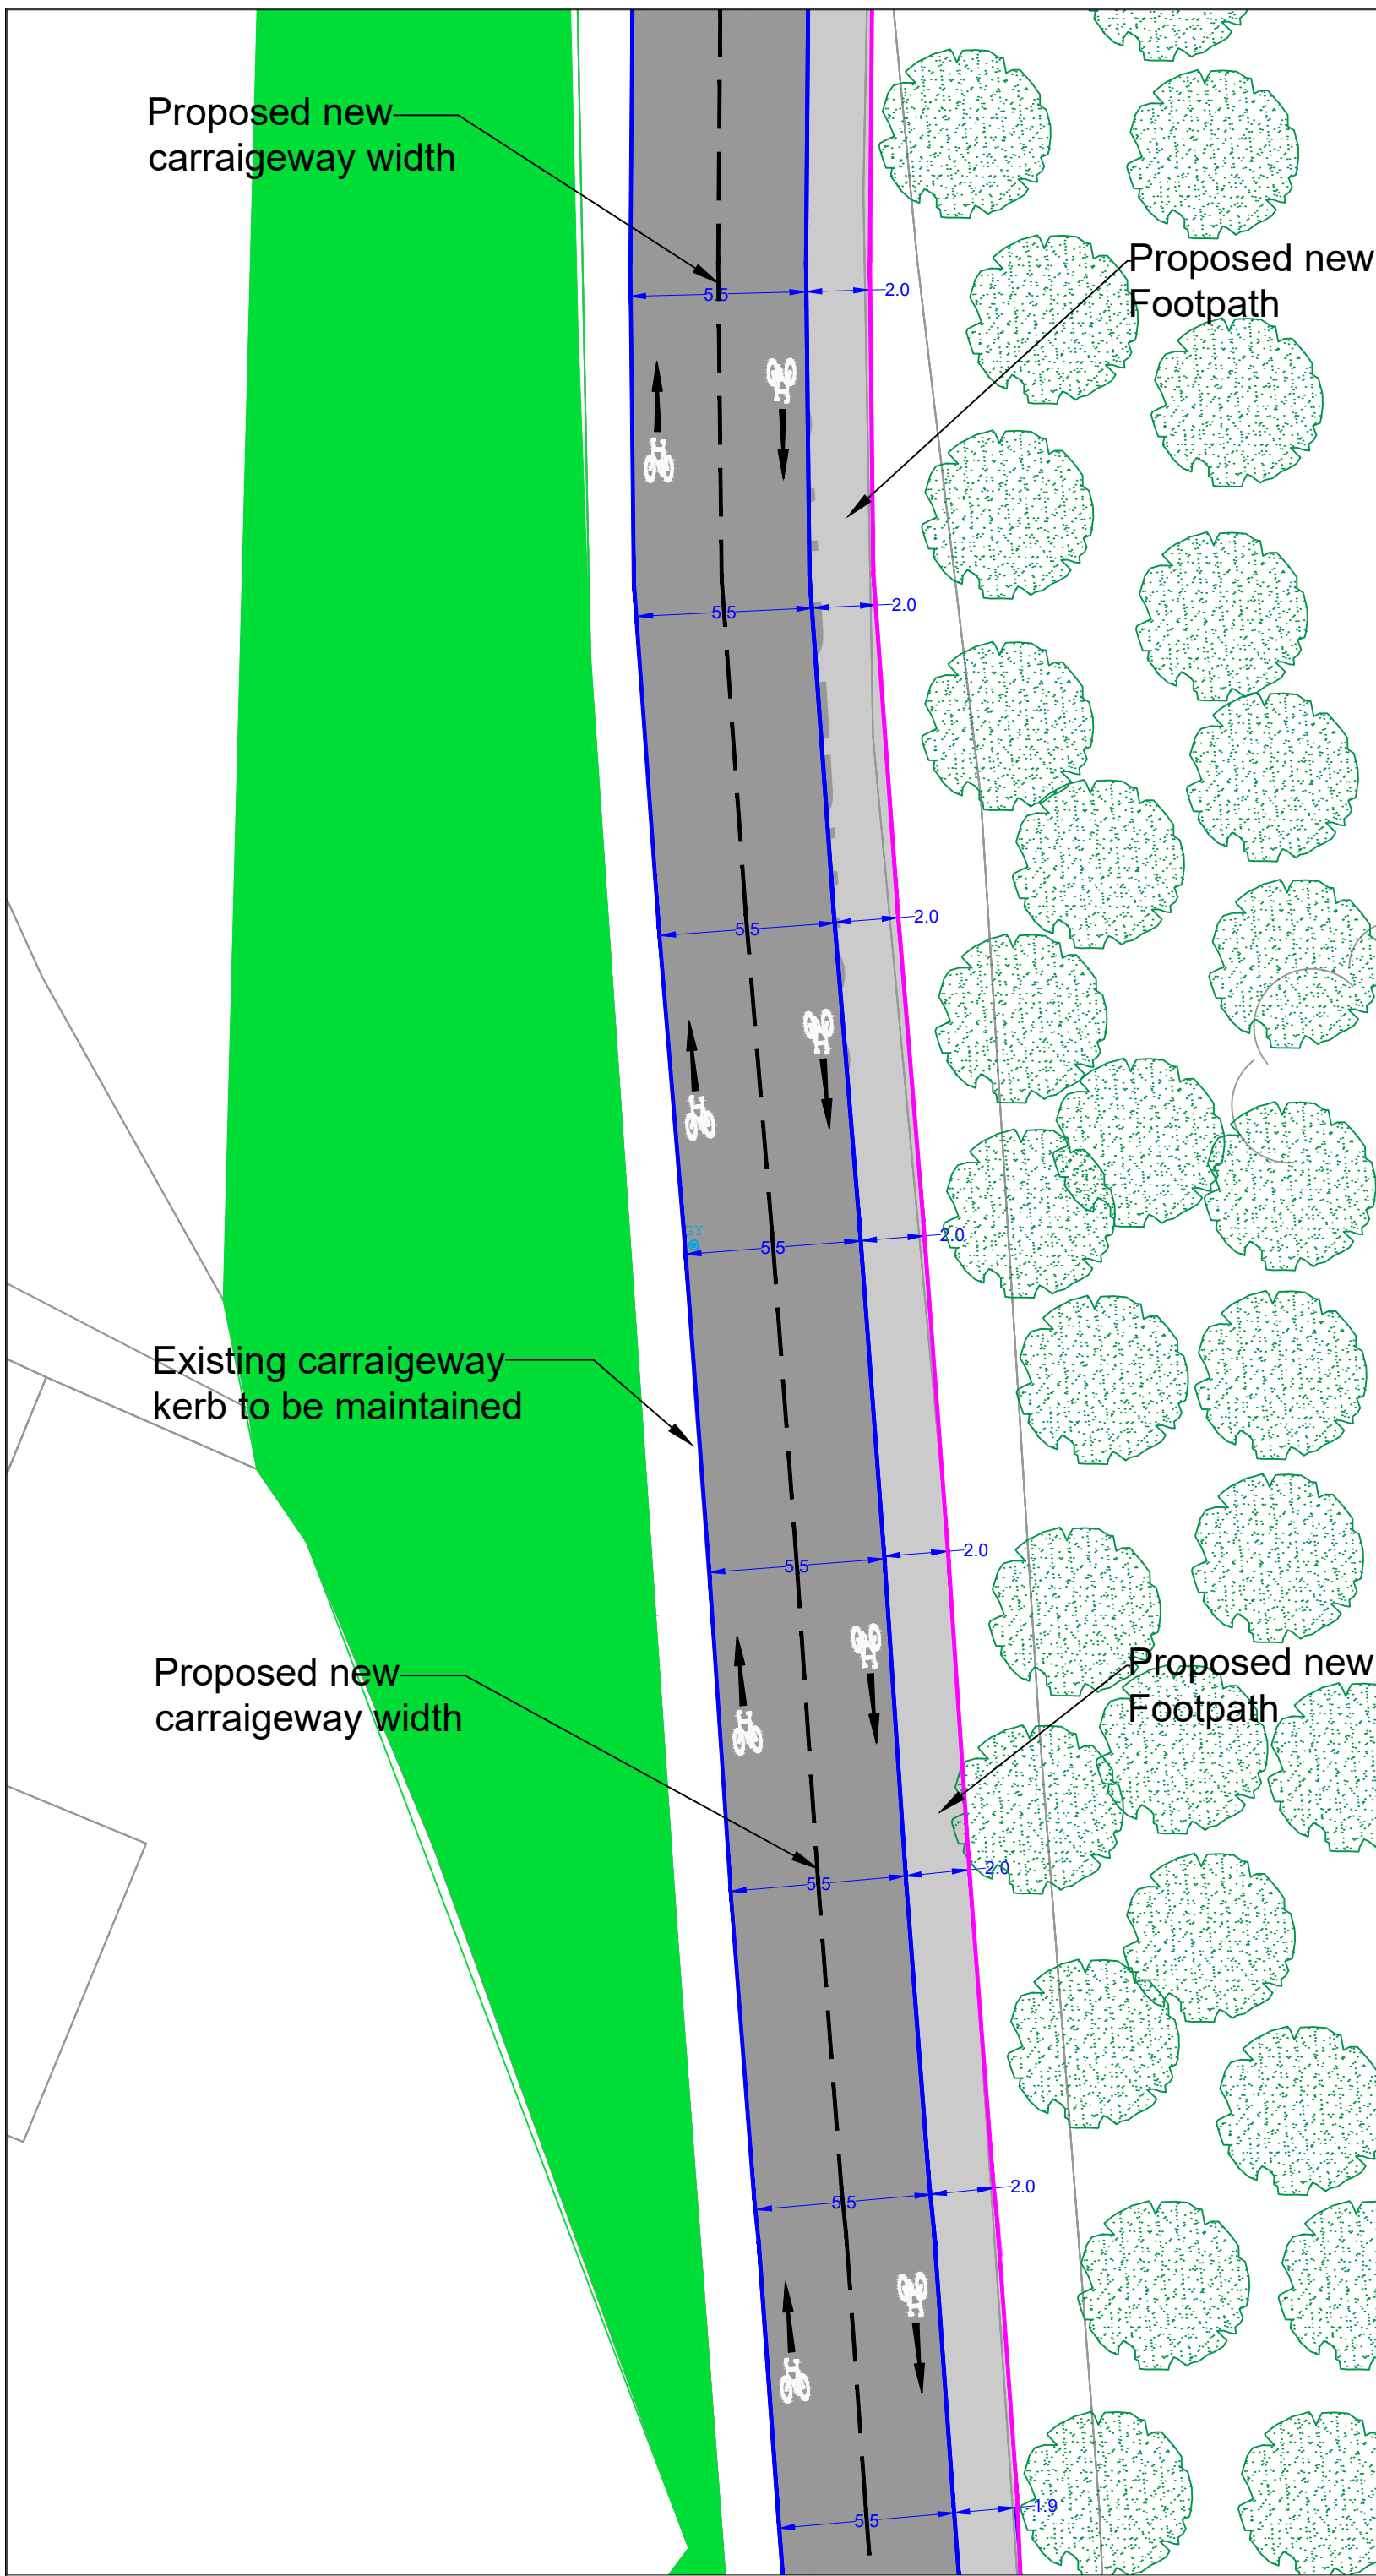 Proposed new
carraigeway width
Proposed new
Footpath
5.5
2.0
5.5
2.0
5.5
2.0
GY
5.5
2.0
Existing carraigeway
kerb to be maintained
5.5
2.0
Proposed new
carraigeway width
Proposed new
Footpath
5.5
2.0
5.5
2.0
5.5
1.9